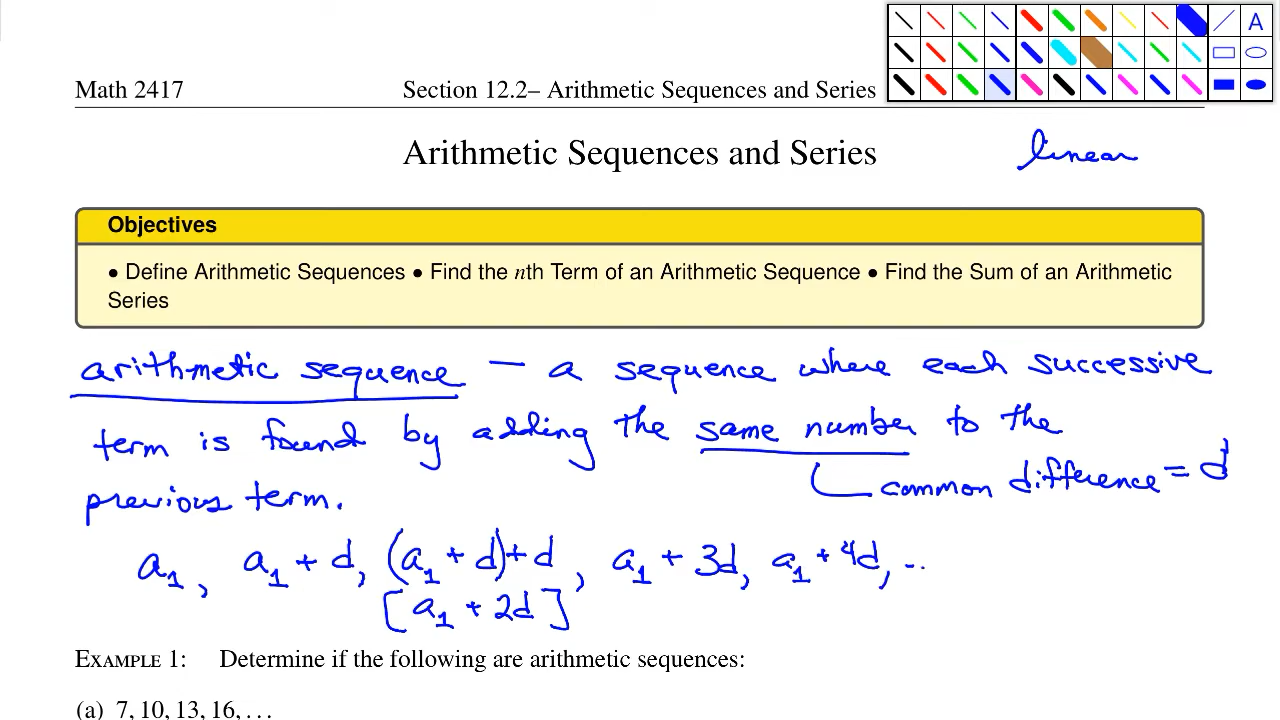 A
Math 2417 Section 12.2– Arithmetic Sequences and Series
Arithmetic Sequences and Series linear
Objectives
• Define Arithmetic Sequences • Find the nth Term of an Arithmetic Sequence • Find the Sum of an Arithmetic
Series
arithmetic sequence — a sequence where each successive
term is found by adding the same number to the
common difference = d
previous term.
a₁, a₁ + d, (a₁ + d) + d, a₁ + 3d, a₁ + 4d, ...
[a₁ + 2d]
EXAMPLE 1: Determine if the following are arithmetic sequences:
(a) 7, 10, 13, 16, . . .